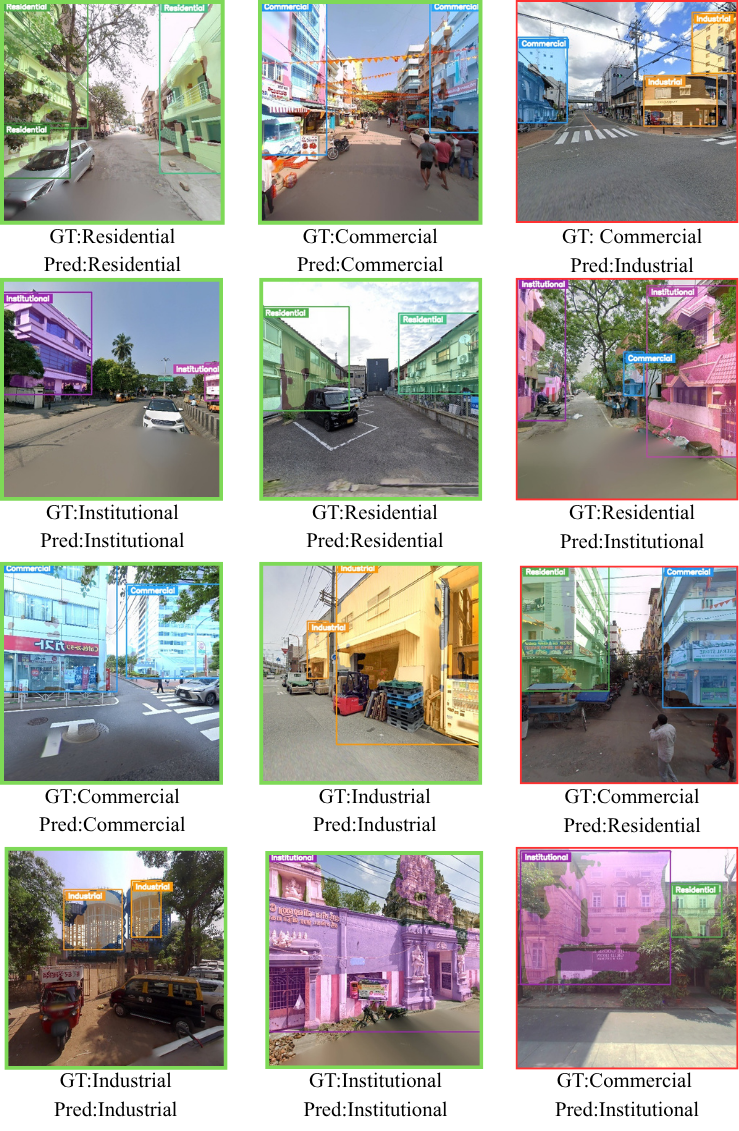 Residential
Residential
Residential
Commercial
Commercial
Commercial
Industrial
Industrial
GT:Residential
Pred:Residential
GT:Commercial
Pred:Commercial
GT: Commercial
Pred:Industrial
Institutional
Institutional
Residential
Residential
Institutional
Institutional
Commercial
GT:Institutional
Pred:Institutional
GT:Residential
Pred:Residential
GT:Residential
Pred:Institutional
Commercial
Commercial
Industrial
Industrial
Residential
Commercial
GT:Commercial
Pred:Commercial
GT:Industrial
Pred:Industrial
GT:Commercial
Pred:Residential
Industrial
Industrial
Institutional
Institutional
Residential
GT:Industrial
Pred:Industrial
GT:Institutional
Pred:Institutional
GT:Commercial
Pred:Institutional